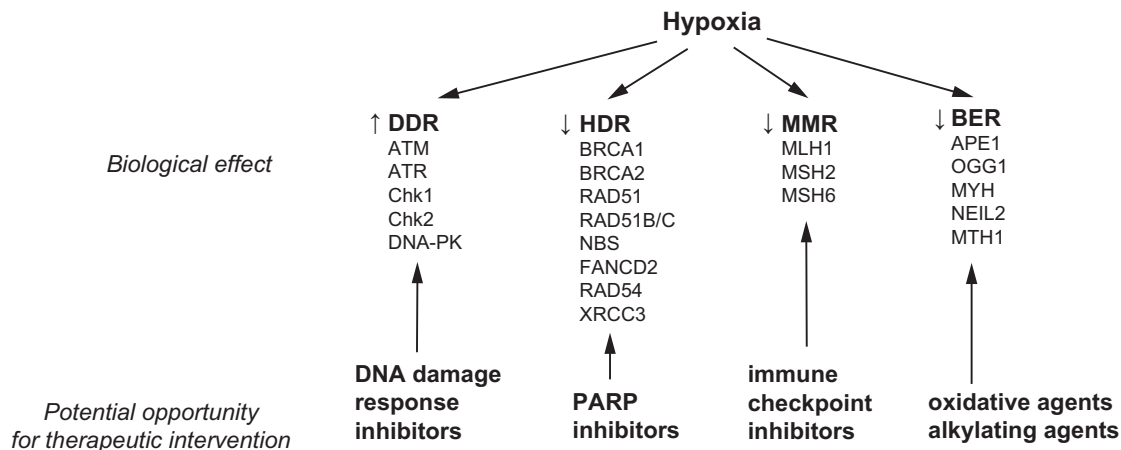 Hypoxia
Biological effect
↑ DDR
ATM
ATR
Chk1
Chk2
DNA-PK
↓ HDR
BRCA1
BRCA2
RAD51
RAD51B/C
NBS
FANCD2
RAD54
XRCC3
↓ MMR
MLH1
MSH2
MSH6
↓ BER
APE1
OGG1
MYH
NEIL2
MTH1
Potential opportunity
for therapeutic intervention
DNA damage
response
inhibitors
PARP
inhibitors
immune
checkpoint
inhibitors
oxidative agents
alkylating agents